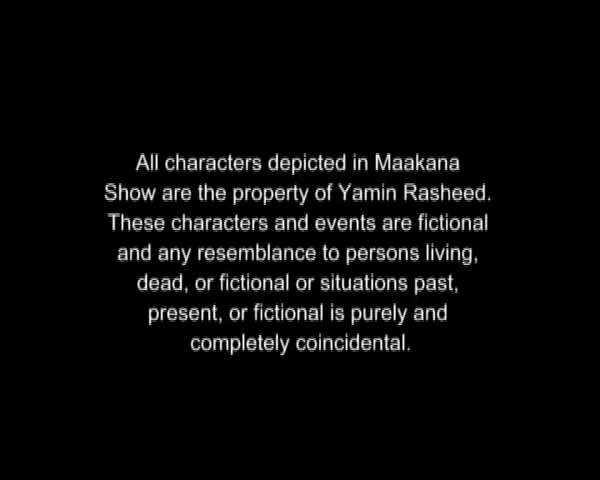 All characters depicted in Maakana
Show are the property of Yamin Rasheed.
These characters and events are fictional
and any resemblance to persons living,
dead, or fictional or situations past,
present, or fictional is purely and
completely coincidental.